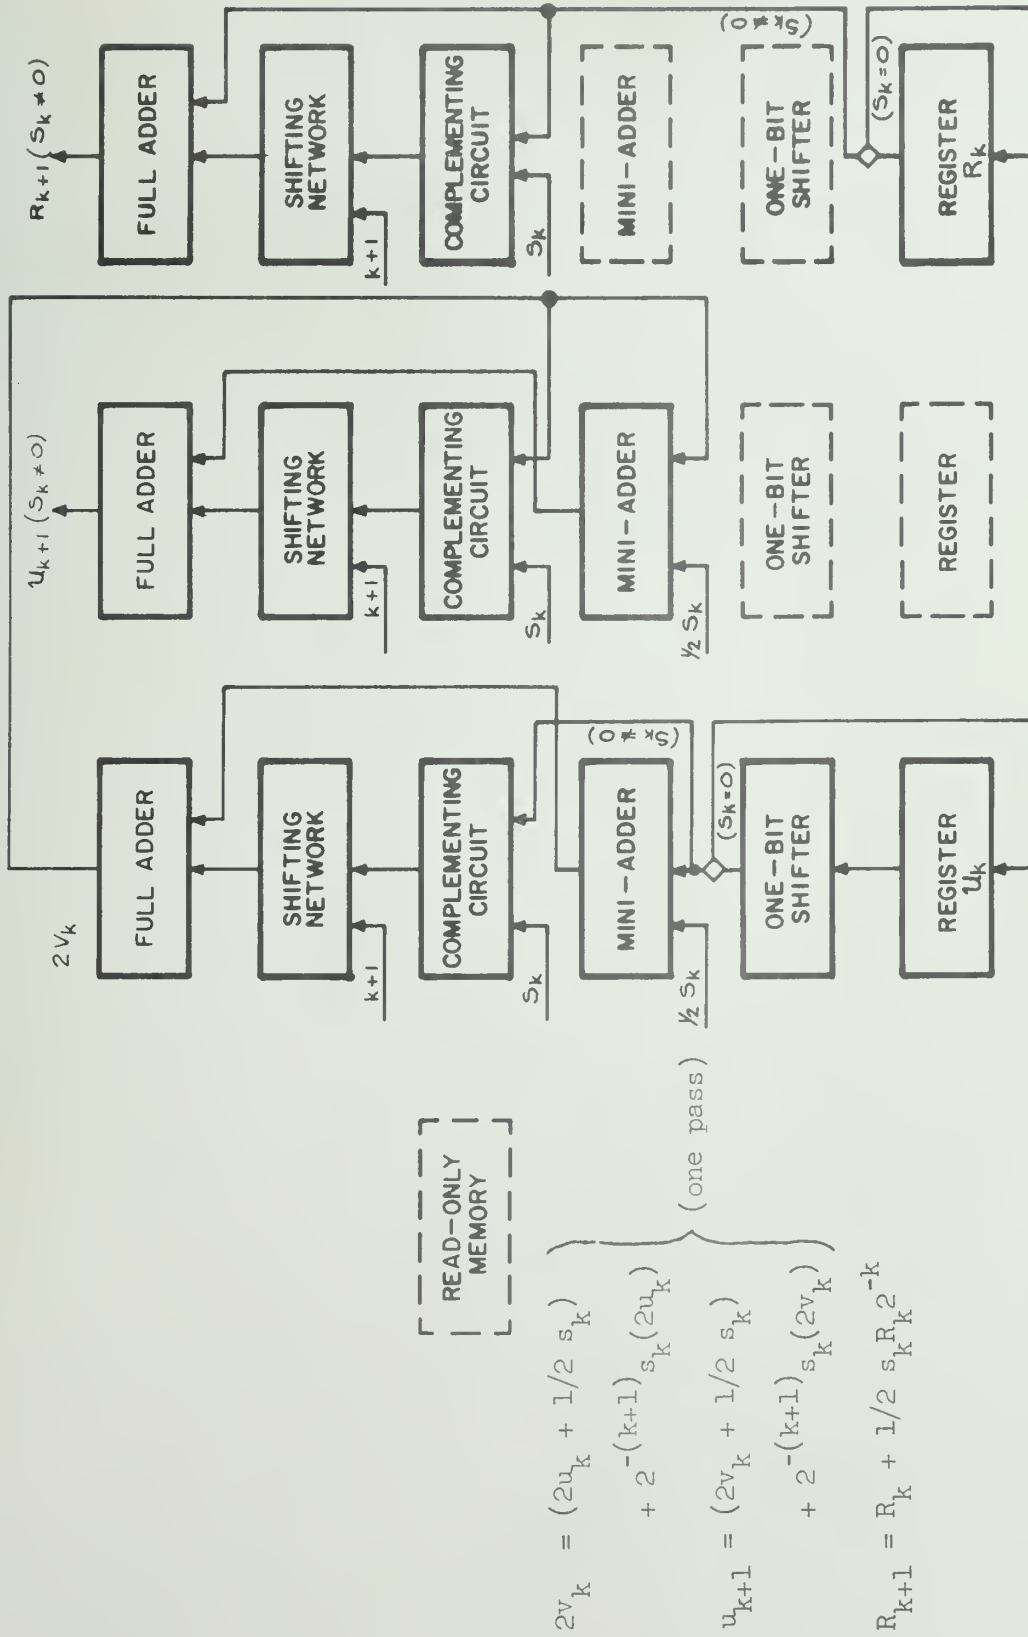 R_{k+1} (S_k ≠ 0)
FULL ADDER
SHIFTING
NETWORK
k+1
COMPLEMENTING
CIRCUIT
S_k
MINI-ADDER
ONE-BIT
SHIFTER
(S_k ≠ 0)
(S_k = 0)
REGISTER
R_k
u_{k+1} (S_k ≠ 0)
FULL ADDER
SHIFTING
NETWORK
k+1
COMPLEMENTING
CIRCUIT
S_k
MINI-ADDER
1/2 S_k
ONE-BIT
SHIFTER
REGISTER
2V_k
FULL ADDER
SHIFTING
NETWORK
k+1
COMPLEMENTING
CIRCUIT
S_k
(S_k ≠ 0)
MINI-ADDER
1/2 S_k
(S_k = 0)
ONE-BIT
SHIFTER
REGISTER
u_k
READ-ONLY
MEMORY
2v_k = (2u_k + 1/2 s_k)
+ 2^{-(k+1)} s_k(2u_k)
(one pass)
u_{k+1} = (2v_k + 1/2 s_k)
+ 2^{-(k+1)} s_k(2v_k)
R_{k+1} = R_k + 1/2 s_k R_k 2^{-k}